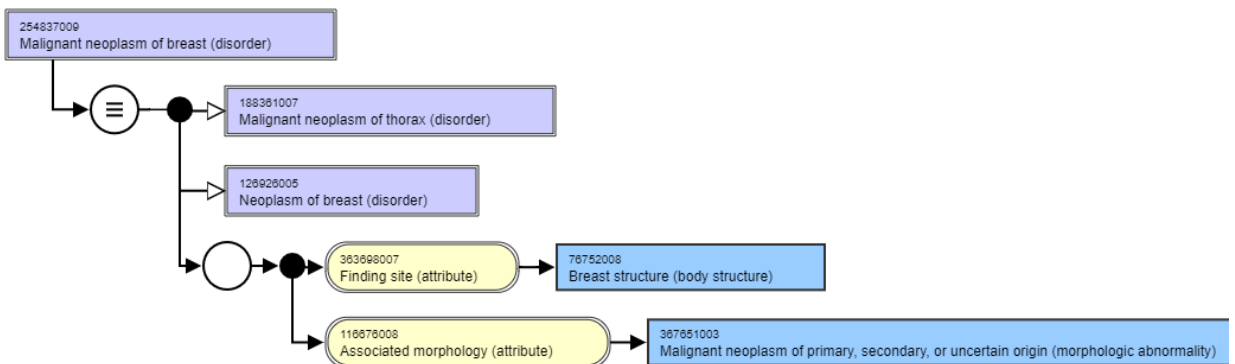 254837009
Malignant neoplasm of breast (disorder)
188361007
Malignant neoplasm of thorax (disorder)
126926005
Neoplasm of breast (disorder)
363698007
Finding site (attribute)
76752008
Breast structure (body structure)
116676008
Associated morphology (attribute)
367651003
Malignant neoplasm of primary, secondary, or uncertain origin (morphologic abnormality)